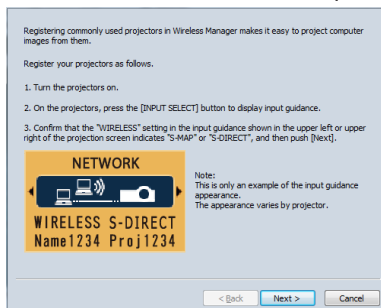 Registering commonly used projectors in Wireless Manager makes it easy to project computer
images from them.
Register your projectors as follows.
1. Turn the projectors on.
2. On the projectors, press the [INPUT SELECT] button to display input guidance.
3. Confirm that the "WIRELESS" setting in the input guidance shown in the upper left or upper
right of the projection screen indicates "S-MAP" or "S-DIRECT", and then push [Next].
NETWORK
WIRELESS S-DIRECT
Name1234 Proj1234
Note:
This is only an example of the input guidance
appearance.
The appearance varies by projector.
< Back
Next >
Cancel